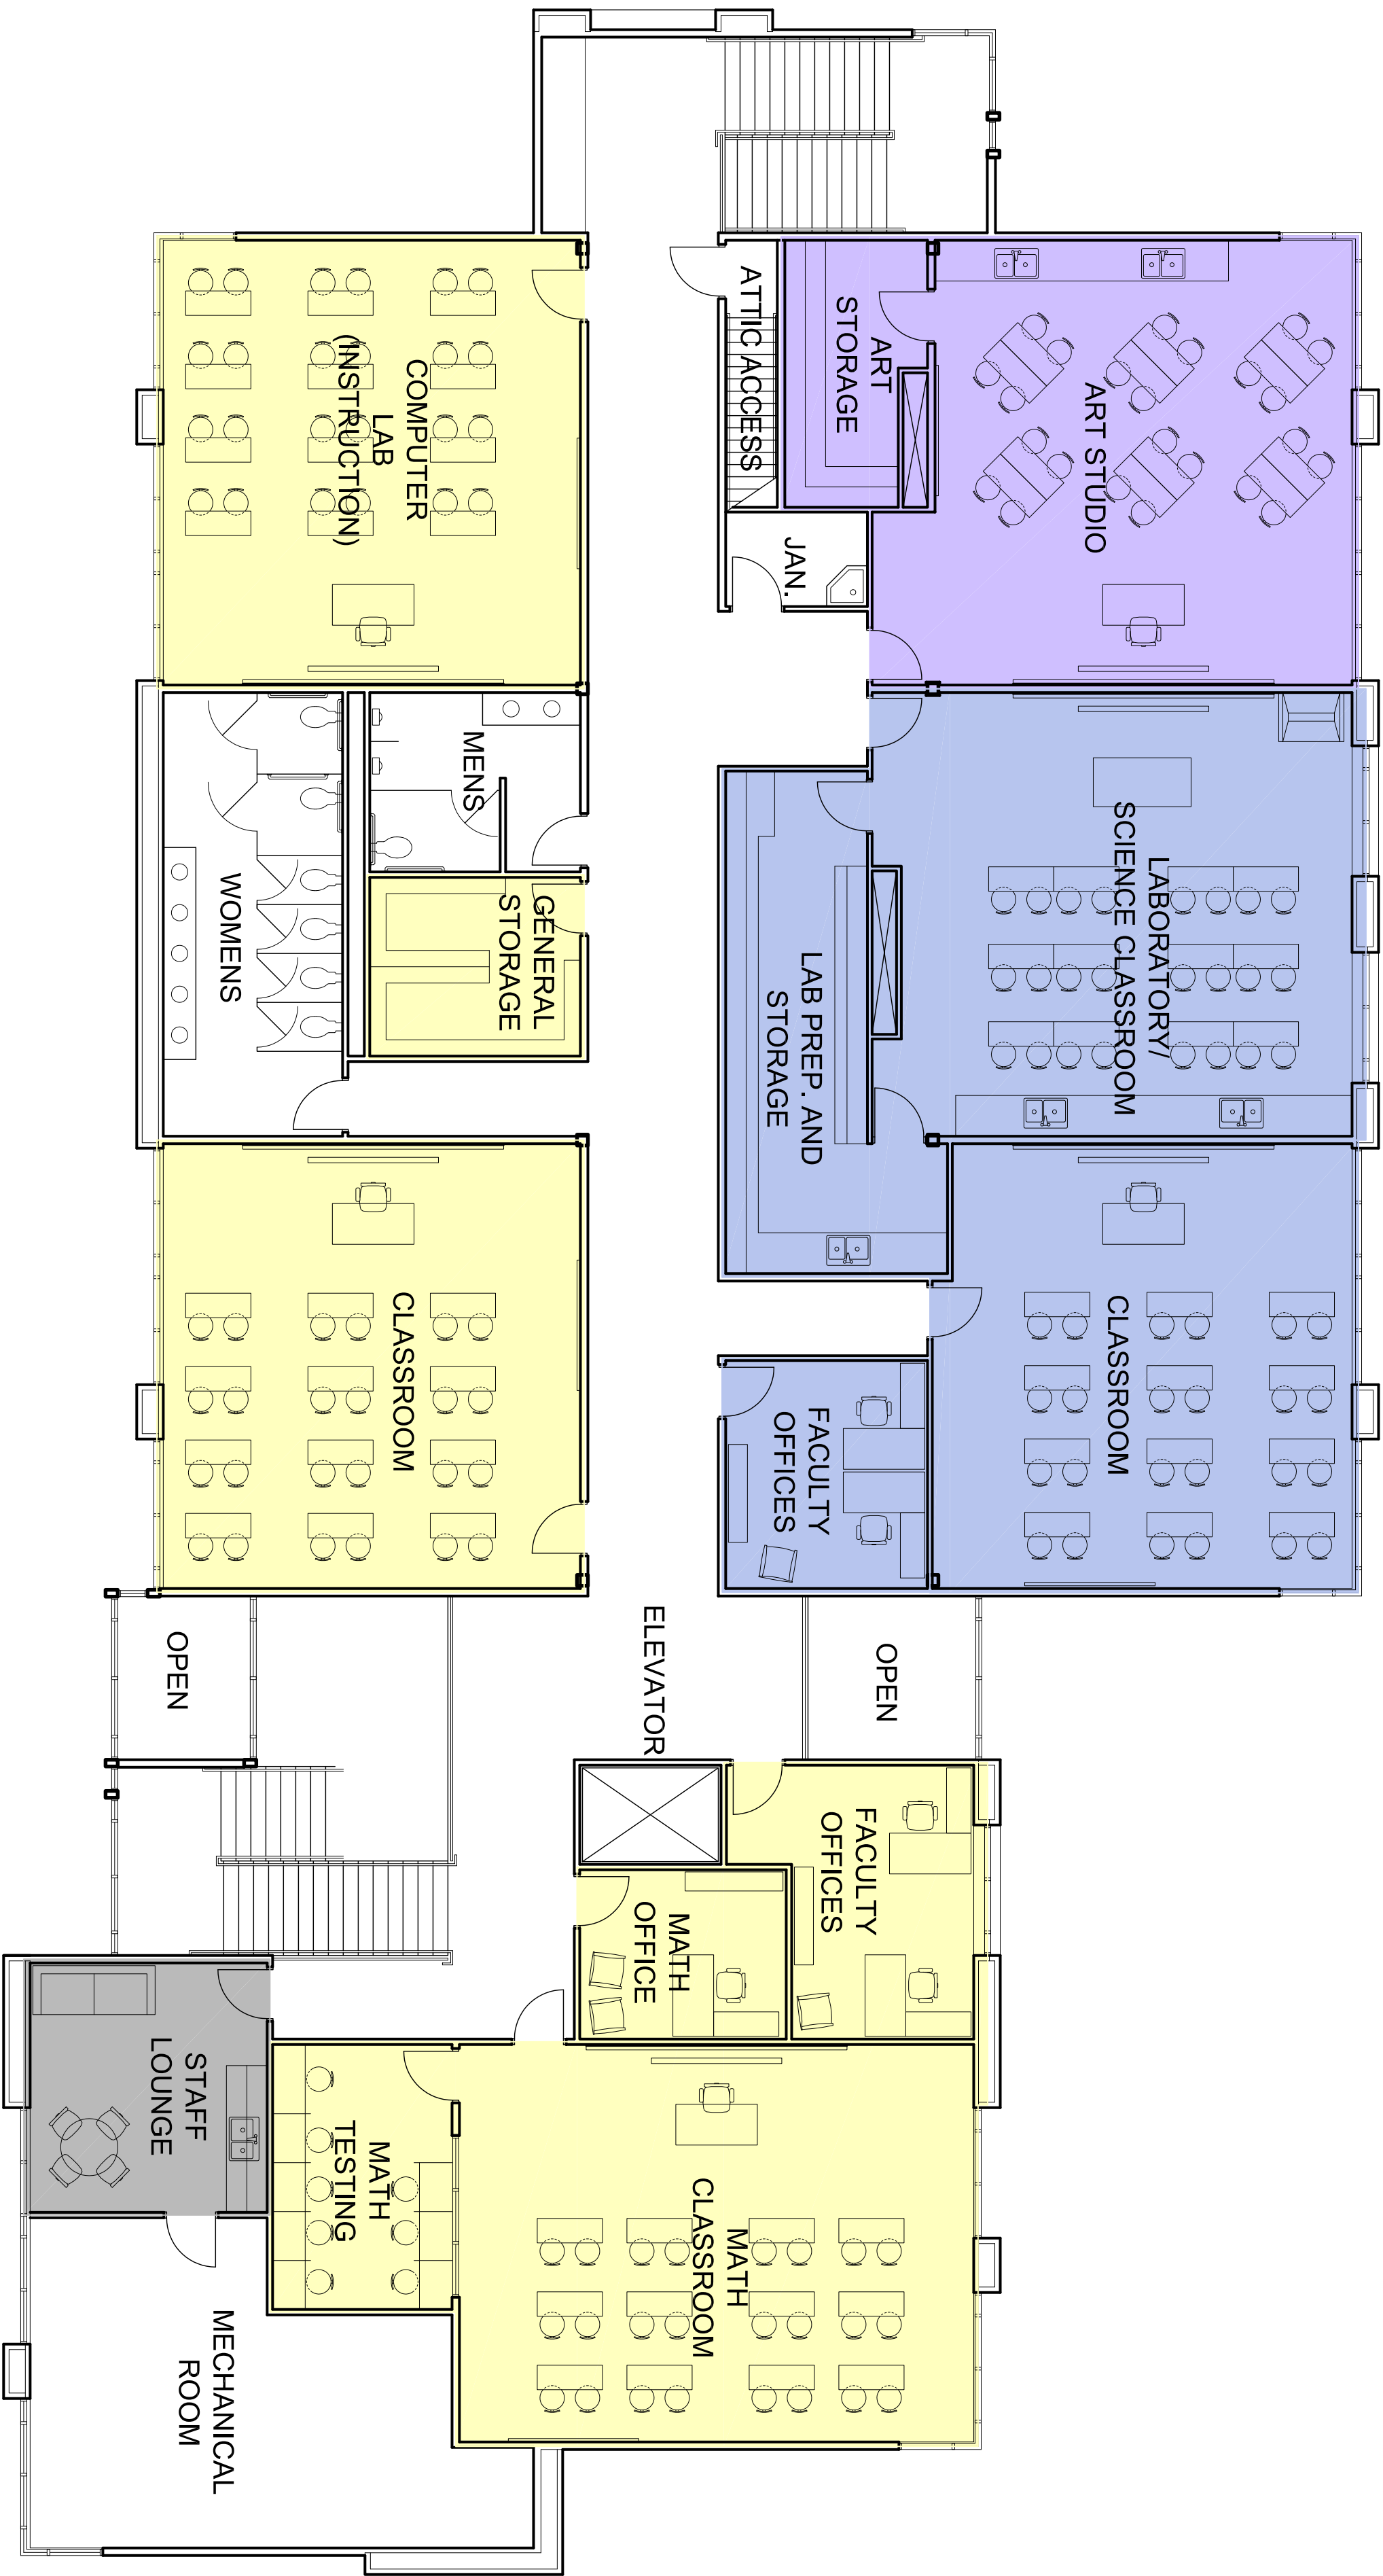 ATTIC ACCESS
ART
STORAGE
ART STUDIO
COMPUTER
LAB
(INSTRUCTION)
JAN.
MENS
WOMENS
GENERAL
STORAGE
LABORATORY/
SCIENCE CLASSROOM
LAB PREP. AND
STORAGE
CLASSROOM
CLASSROOM
FACULTY
OFFICES
OPEN
ELEVATOR
OPEN
FACULTY
OFFICES
MATH
OFFICE
STAFF
LOUNGE
MATH
TESTING
MATH
CLASSROOM
MECHANICAL
ROOM